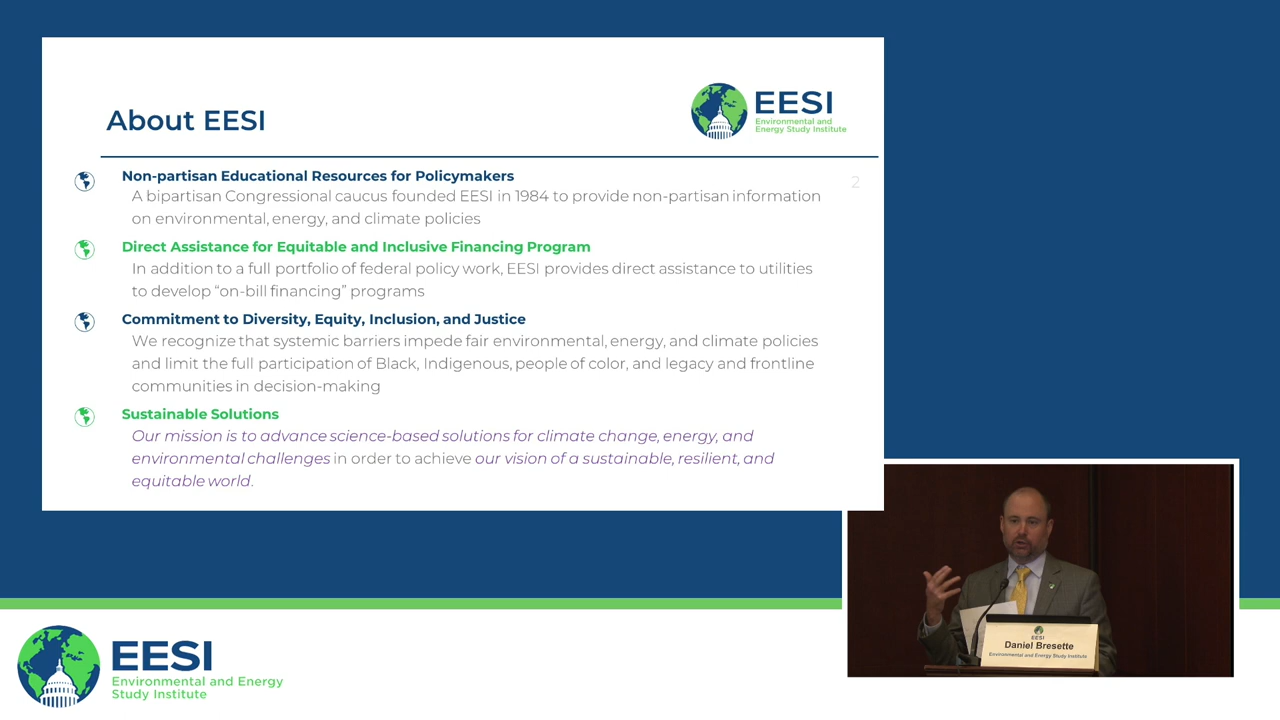 About EESI
EESI
Environmental and
Energy Study Institute
2
Non-partisan Educational Resources for Policymakers
A bipartisan Congressional caucus founded EESI in 1984 to provide non-partisan information
on environmental, energy, and climate policies
Direct Assistance for Equitable and Inclusive Financing Program
In addition to a full portfolio of federal policy work, EESI provides direct assistance to utilities
to develop “on-bill financing” programs
Commitment to Diversity, Equity, Inclusion, and Justice
We recognize that systemic barriers impede fair environmental, energy, and climate policies
and limit the full participation of Black, Indigenous, people of color, and legacy and frontline
communities in decision-making
Sustainable Solutions
Our mission is to advance science-based solutions for climate change, energy, and
environmental challenges in order to achieve our vision of a sustainable, resilient, and
equitable world.
EESI
Daniel Bresette
Environmental and Energy Study Institute
EESI
Environmental and Energy
Study Institute